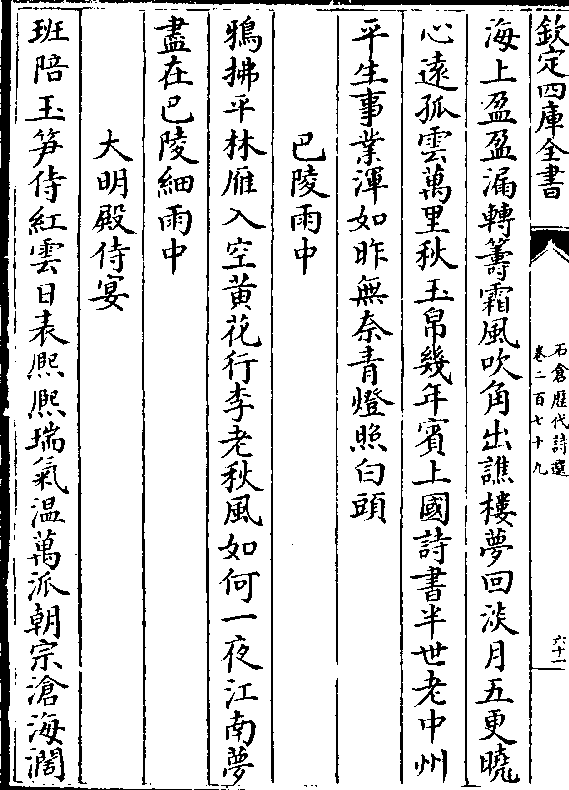 欽定四庫全書
石倉歴代詩選
卷二百七十九
六十一
海上盈盈漏轉籌霜風吹角出譙樓夢回淡月五更曉
心遠孤雲萬里秋玉帛幾年賓上國詩書半世老中州
平生事業渾如昨無奈青燈照白頭
巴陵雨中
鴉拂平林雁入空黄花行李老秋風如何一夜江南夢
盡在巴陵細雨中
大明殿侍宴
班陪玉笋侍紅雲日表熈熈瑞氣温萬派朝宗滄海濶